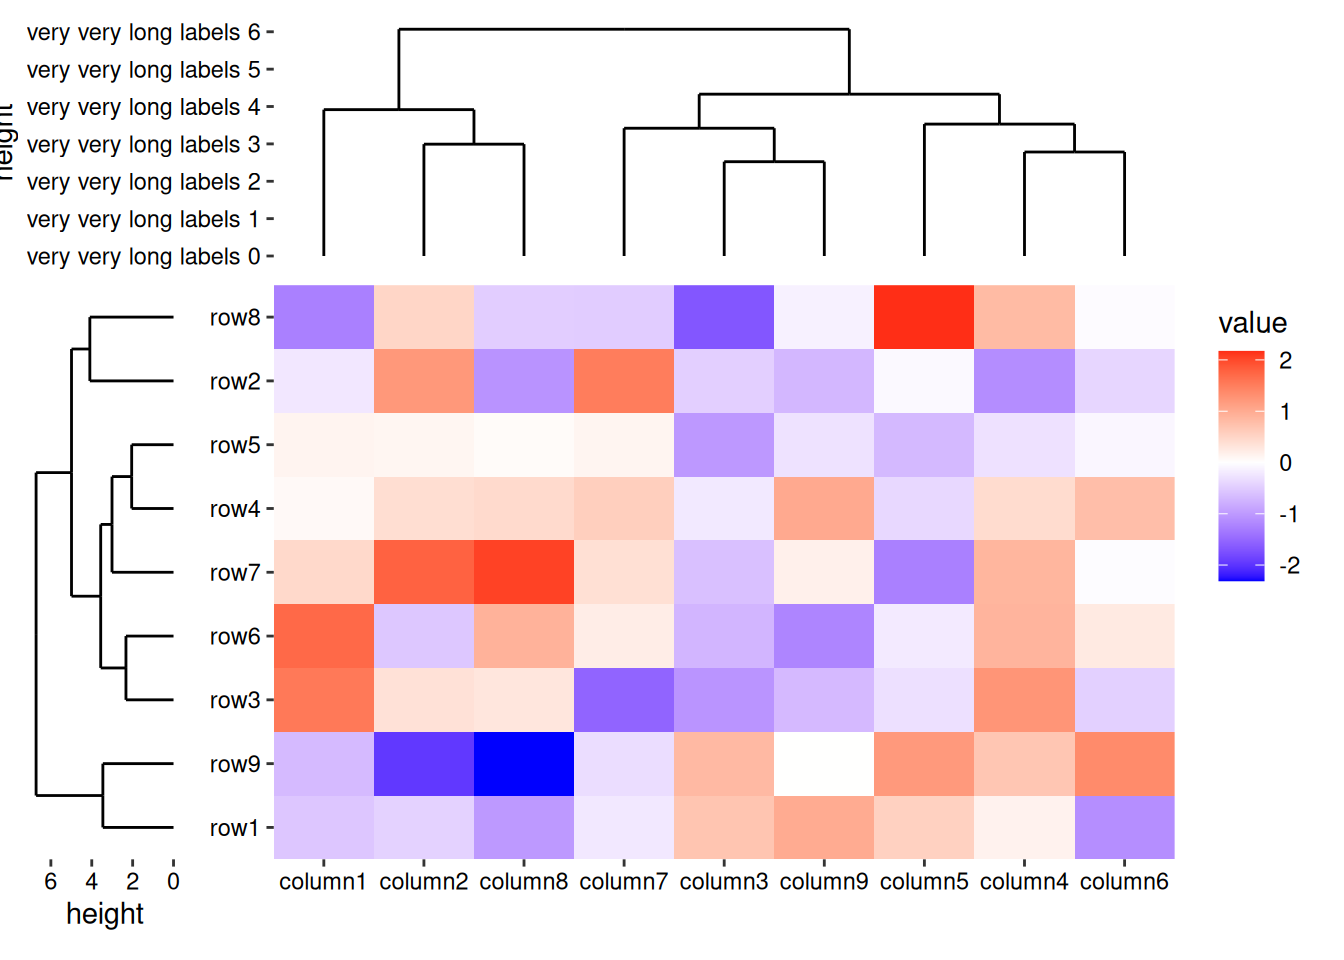 very very long labels 6
very very long labels 5
very very long labels 4
very very long labels 3
very very long labels 2
very very long labels 1
very very long labels 0
height
row8
row2
row5
row4
row7
row6
row3
row9
row1
6 4 2 0
height
column1 column2 column8 column7 column3 column9 column5 column4 column6
value
2
1
0
-1
-2